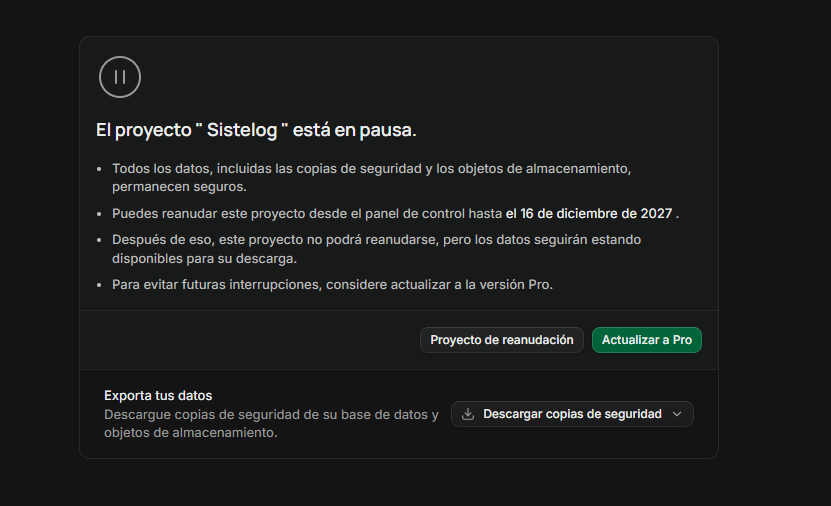 El proyecto " Sistelog " está en pausa.
Todos los datos, incluidas las copias de seguridad y los objetos de almacenamiento,
permanecen seguros.
Puedes reanudar este proyecto desde el panel de control hasta el 16 de diciembre de 2027 .
Después de eso, este proyecto no podrá reanudarse, pero los datos seguirán estando
disponibles para su descarga.
Para evitar futuras interrupciones, considere actualizar a la versión Pro.
Proyecto de reanudación
Actualizar a Pro
Exporta tus datos
Descargue copias de seguridad de su base de datos y
objetos de almacenamiento.
Descargar copias de seguridad